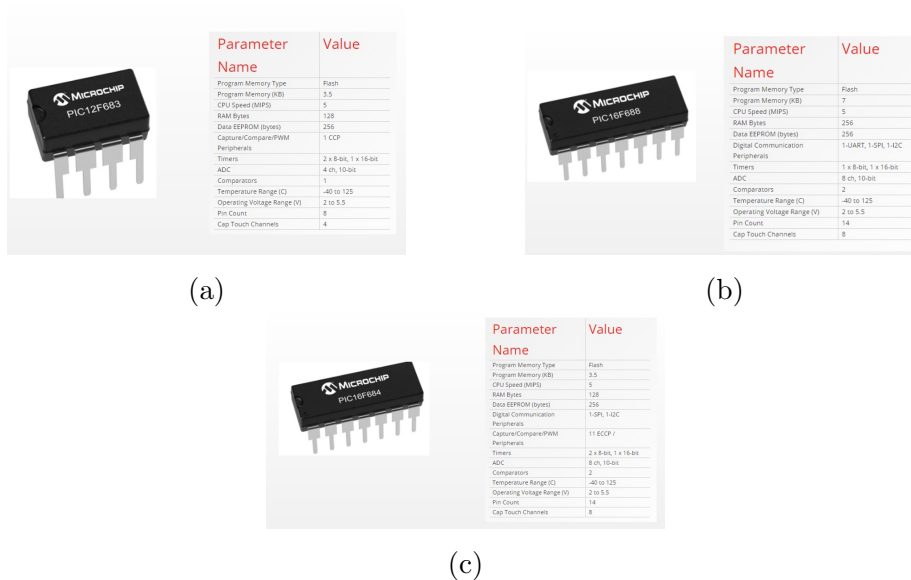 MICROCHIP
PIC12F683
Parameter Name Value
Program Memory Type Flash
Program Memory (KB) 3.5
CPU Speed (MIPS) 5
RAM Bytes 128
Data EEPROM (bytes) 256
Capture/Compare/PWM Peripherals 1 CCP
Timers 2 x 8-bit, 1 x 16-bit
ADC 4 ch, 10-bit
Comparators 1
Temperature Range (C) -40 to 125
Operating Voltage Range (V) 2 to 5.5
Pin Count 8
Cap Touch Channels 4
(a)
MICROCHIP
PIC16F688
Parameter Name Value
Program Memory Type Flash
Program Memory (KB) 7
CPU Speed (MIPS) 5
RAM Bytes 256
Data EEPROM (bytes) 256
Digital Communication Peripherals 1-UART, 1-SPI, 1-I2C
Timers 1 x 8-bit, 1 x 16-bit
ADC 8 ch, 10-bit
Comparators 2
Temperature Range (C) -40 to 125
Operating Voltage Range (V) 2 to 5.5
Pin Count 14
Cap Touch Channels 8
(b)
MICROCHIP
PIC16F684
Parameter Name Value
Program Memory Type Flash
Program Memory (KB) 3.5
CPU Speed (MIPS) 5
RAM Bytes 128
Data EEPROM (bytes) 256
Digital Communication Peripherals 1-SPI, 1-I2C
Capture/Compare/PWM Peripherals 11 ECCP /
Timers 2 x 8-bit, 1 x 16-bit
ADC 8 ch, 10-bit
Comparators 2
Temperature Range (C) -40 to 125
Operating Voltage Range (V) 2 to 5.5
Pin Count 14
Cap Touch Channels 8
(c)